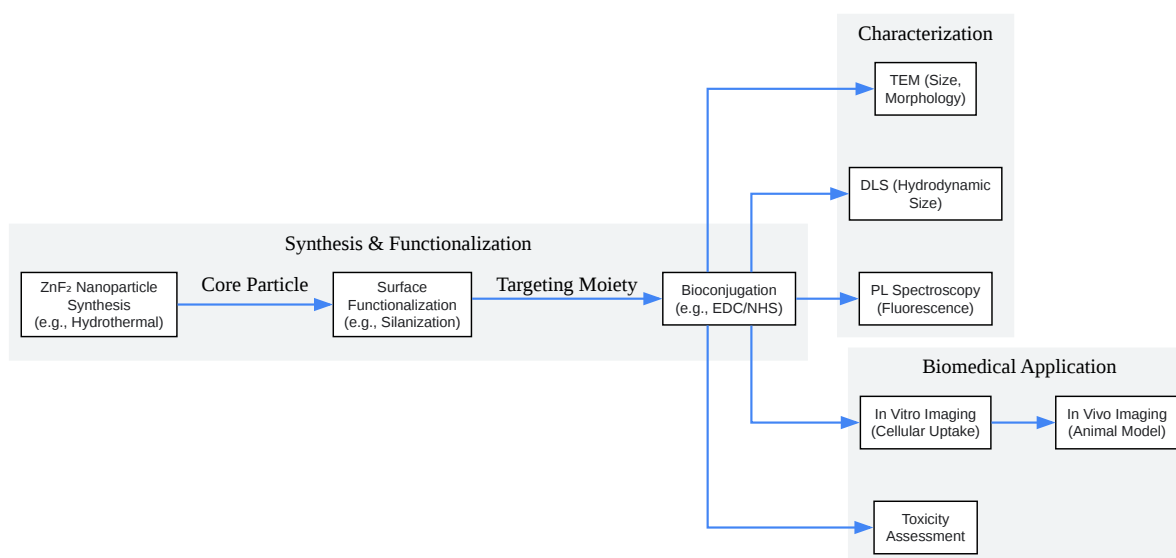 Characterization
TEM (Size,
Morphology)
DLS (Hydrodynamic
Size)
Synthesis & Functionalization
ZnF₂ Nanoparticle
Synthesis
(e.g., Hydrothermal)
Core Particle
Surface
Functionalization
(e.g., Silanization)
Targeting Moiety
Bioconjugation
(e.g., EDC/NHS)
PL Spectroscopy
(Fluorescence)
Biomedical Application
In Vitro Imaging
(Cellular Uptake)
In Vivo Imaging
(Animal Model)
Toxicity
Assessment